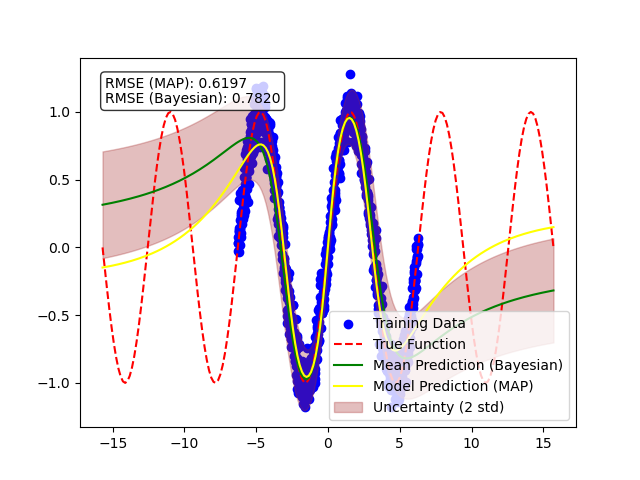 RMSE (MAP): 0.6197
RMSE (Bayesian): 0.7820
1.0
0.5
0.0
−0.5
−1.0
Training Data
True Function
Mean Prediction (Bayesian)
Model Prediction (MAP)
Uncertainty (2 std)
−15
−10
−5
0
5
10
15